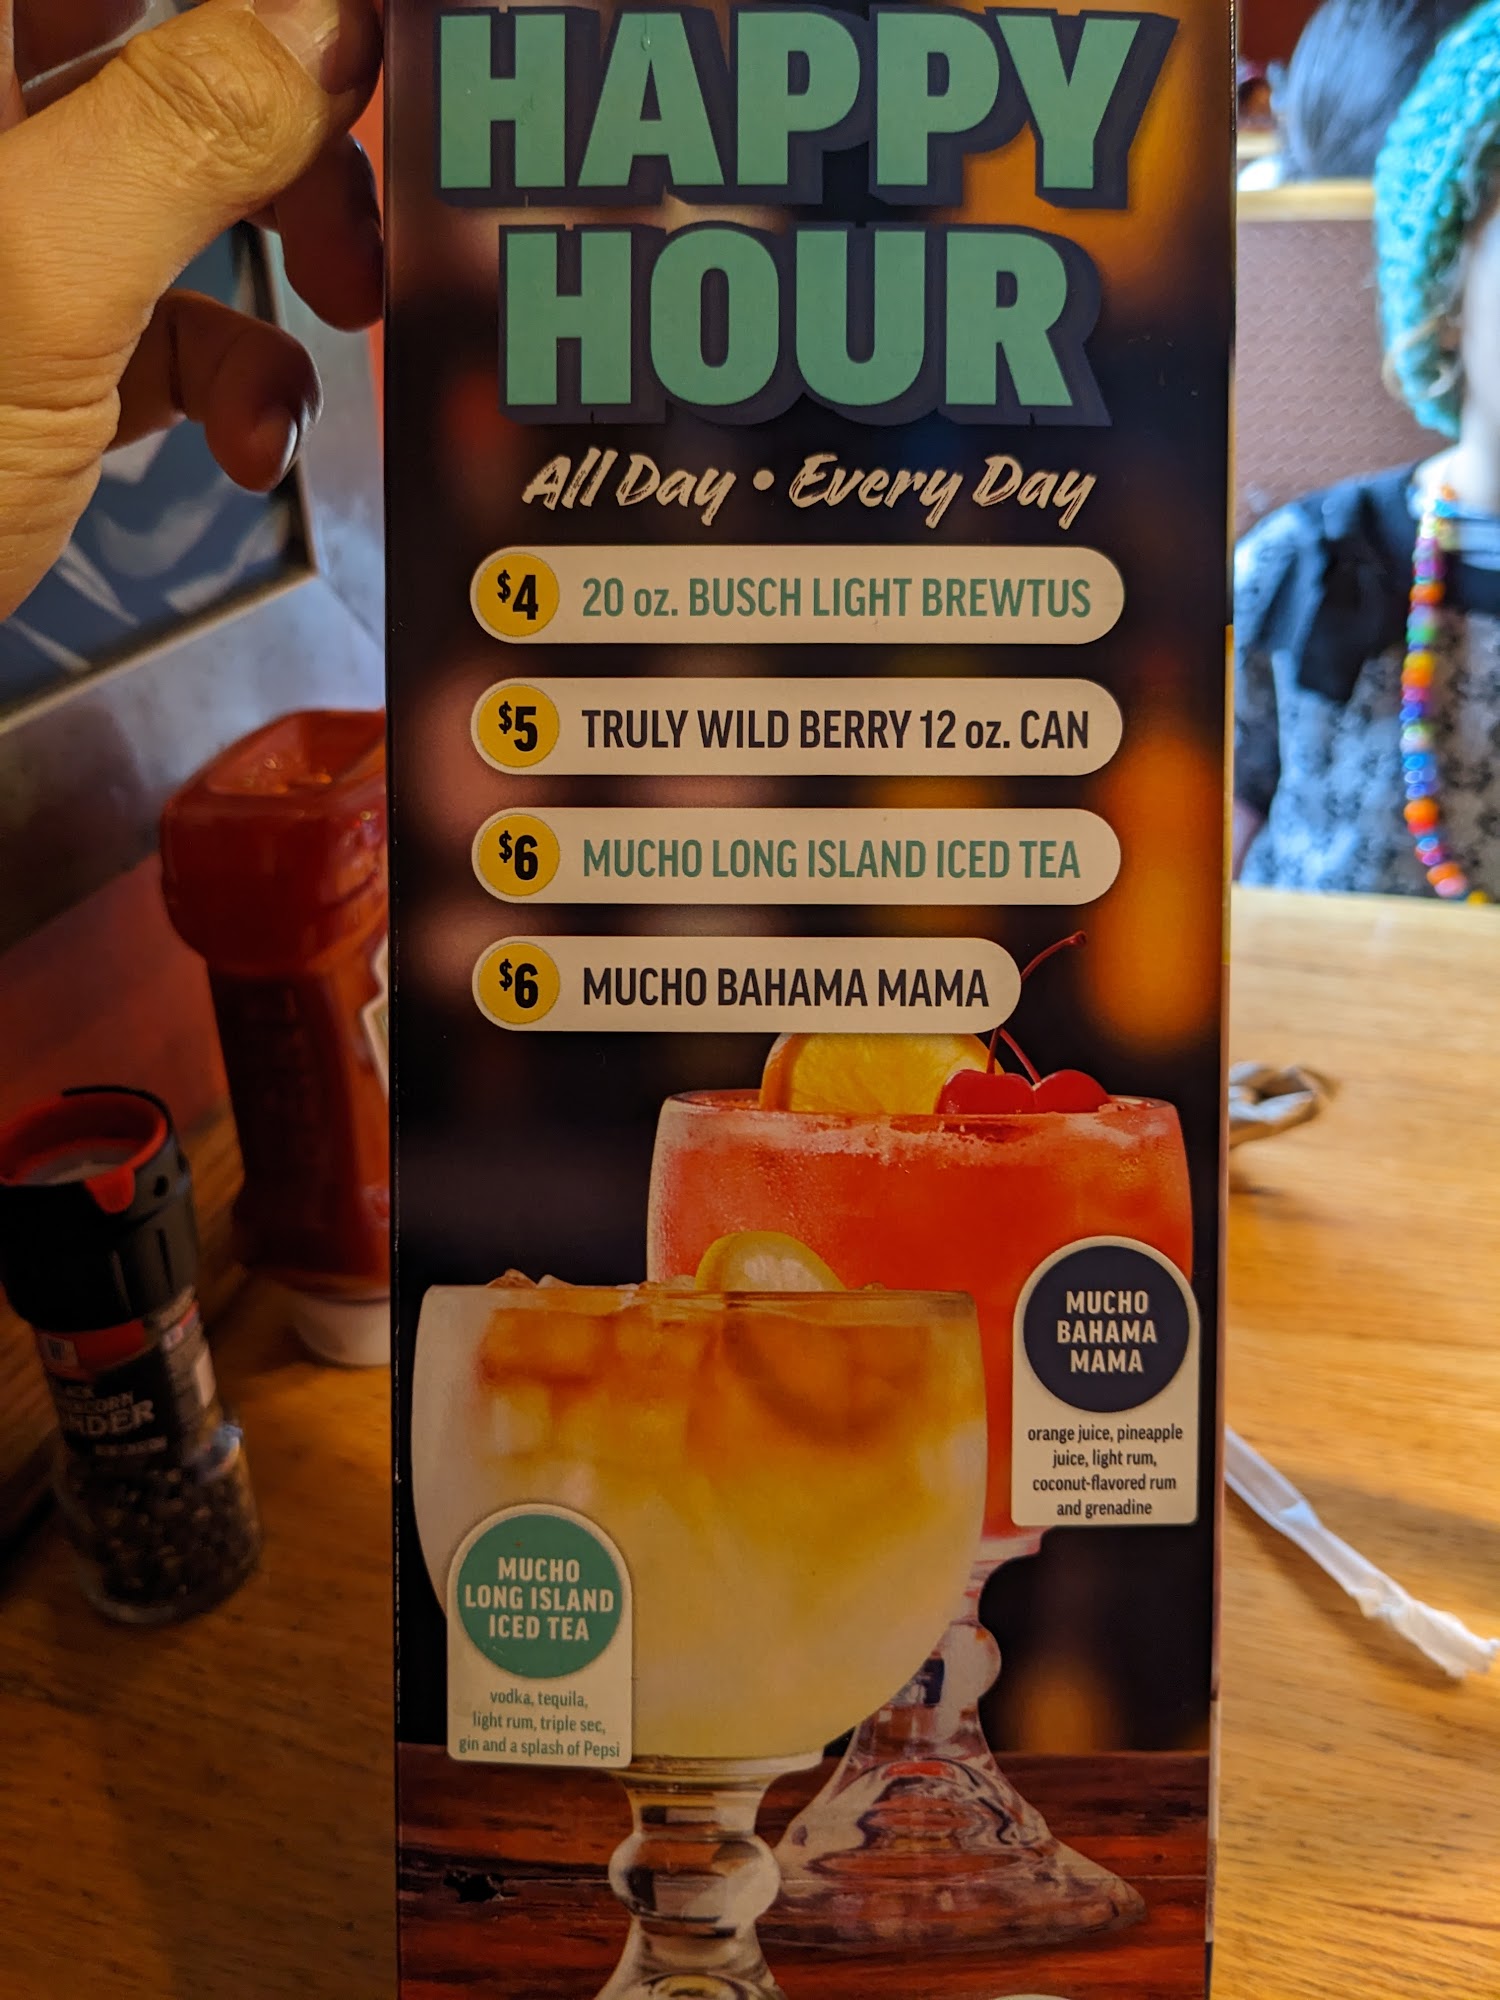 HAPPY
HOUR
All Day • Every Day
$4 20 oz. BUSCH LIGHT BREWTUS
$5 TRULY WILD BERRY 12 oz. CAN
$6 MUCHO LONG ISLAND ICED TEA
$6 MUCHO BAHAMA MAMA
MUCHO
BAHAMA
MAMA
orange juice, pineapple
juice, light rum,
coconut-flavored rum
and grenadine
MUCHO
LONG ISLAND
ICED TEA
vodka, tequila,
light rum, triple sec,
gin and a splash of Pepsi